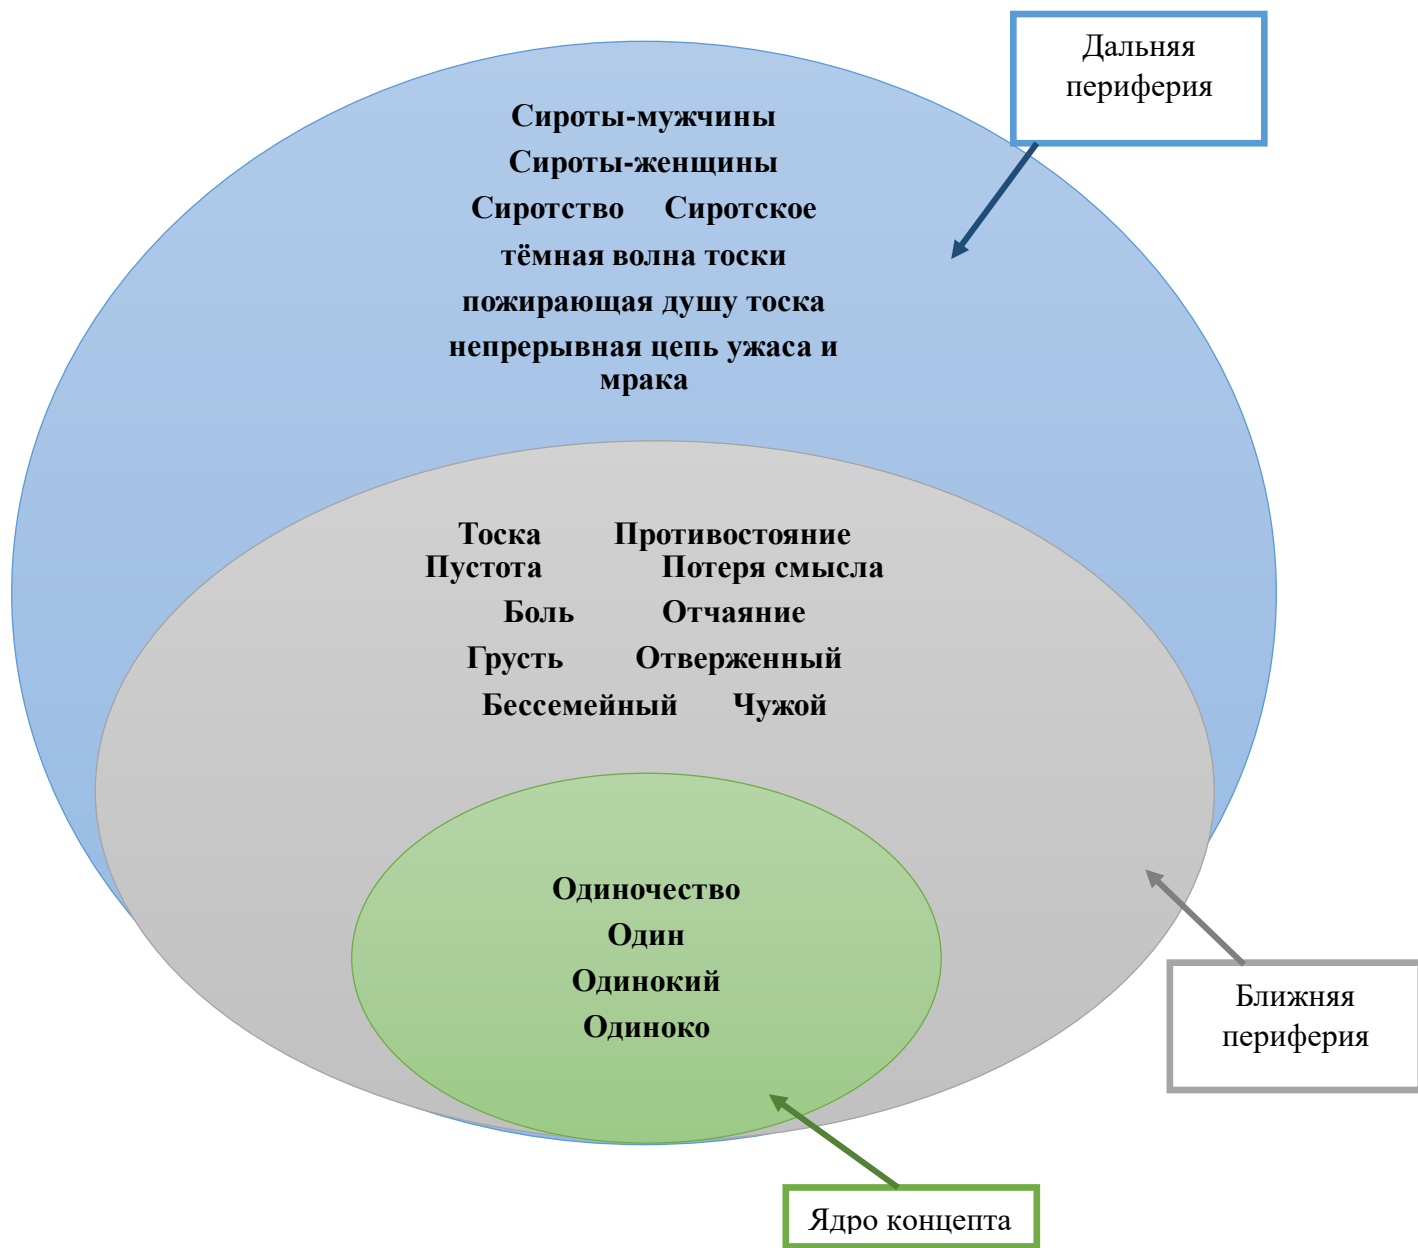 Дальняя
периферия
Сироты-мужчины
Сироты-женщины
Сиротство Сиротское
тёмная волна тоски
пожирающая душу тоска
непрерывная цепь ужаса и
мрака
Тоска Противостояние
Пустота Потеря смысла
Боль Отчаяние
Грусть Отверженный
Бессемейный Чужой
Одиночество
Один
Одинокий
Одиноко
Ближняя
периферия
Ядро концепта